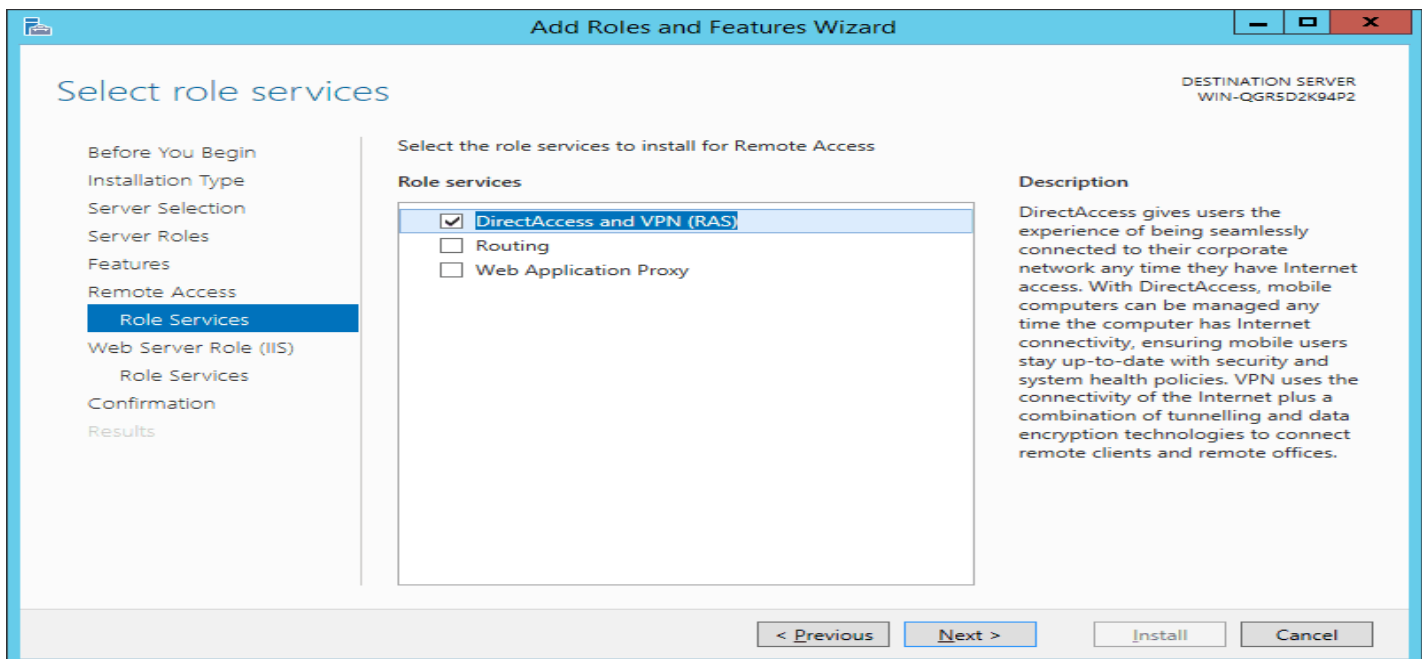 Add Roles and Features Wizard
Select role services
DESTINATION SERVER
WIN-QGR5D2K94P2
Before You Begin
Installation Type
Server Selection
Server Roles
Features
Remote Access
Role Services
Web Server Role (IIS)
Role Services
Confirmation
Results
Select the role services to install for Remote Access
Role services
DirectAccess and VPN (RAS)
Routing
Web Application Proxy
Description
DirectAccess gives users the
experience of being seamlessly
connected to their corporate
network any time they have Internet
access. With DirectAccess, mobile
computers can be managed any
time the computer has Internet
connectivity, ensuring mobile users
stay up-to-date with security and
system health policies. VPN uses the
connectivity of the Internet plus a
combination of tunnelling and data
encryption technologies to connect
remote clients and remote offices.
< Previous
Next >
Install
Cancel